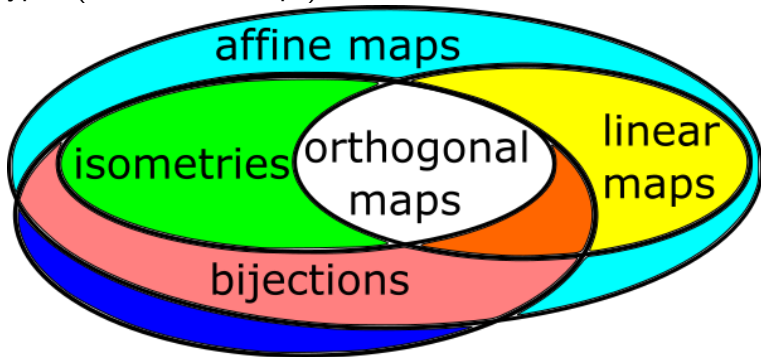 affine maps
isometries
orthogonal
maps
linear
maps
bijections